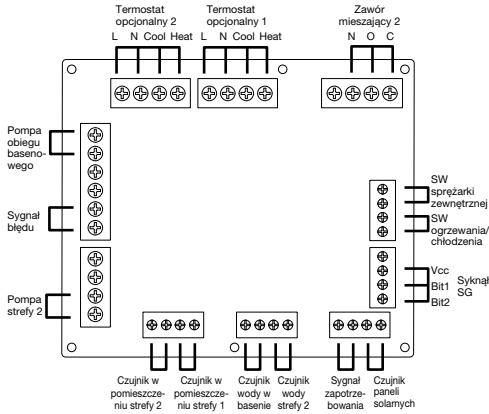 Termostat
opcjonalny 2
Termostat
opcjonalny 1
Zawór
mieszający 2
L N Cool Heat
L N Cool Heat
N O C
Pompa
obiegu
baseno-
wego
Sygnał
błędu
Pompa
strefy 2
SW
sprężarki
zewnętrznej
SW
ogrzewania/
chłodzenia
Vcc
Bit1
Bit2
Syknął
SG
Czujnik w
pomieszcze-
niu strefy 2
Czujnik w
pomieszcze-
niu strefy 1
Czujnik
wody w
basenie
Czujnik
wody
strefy 2
Sygnał
zapotrze-
bowania
Czujnik
paneli
solarnych